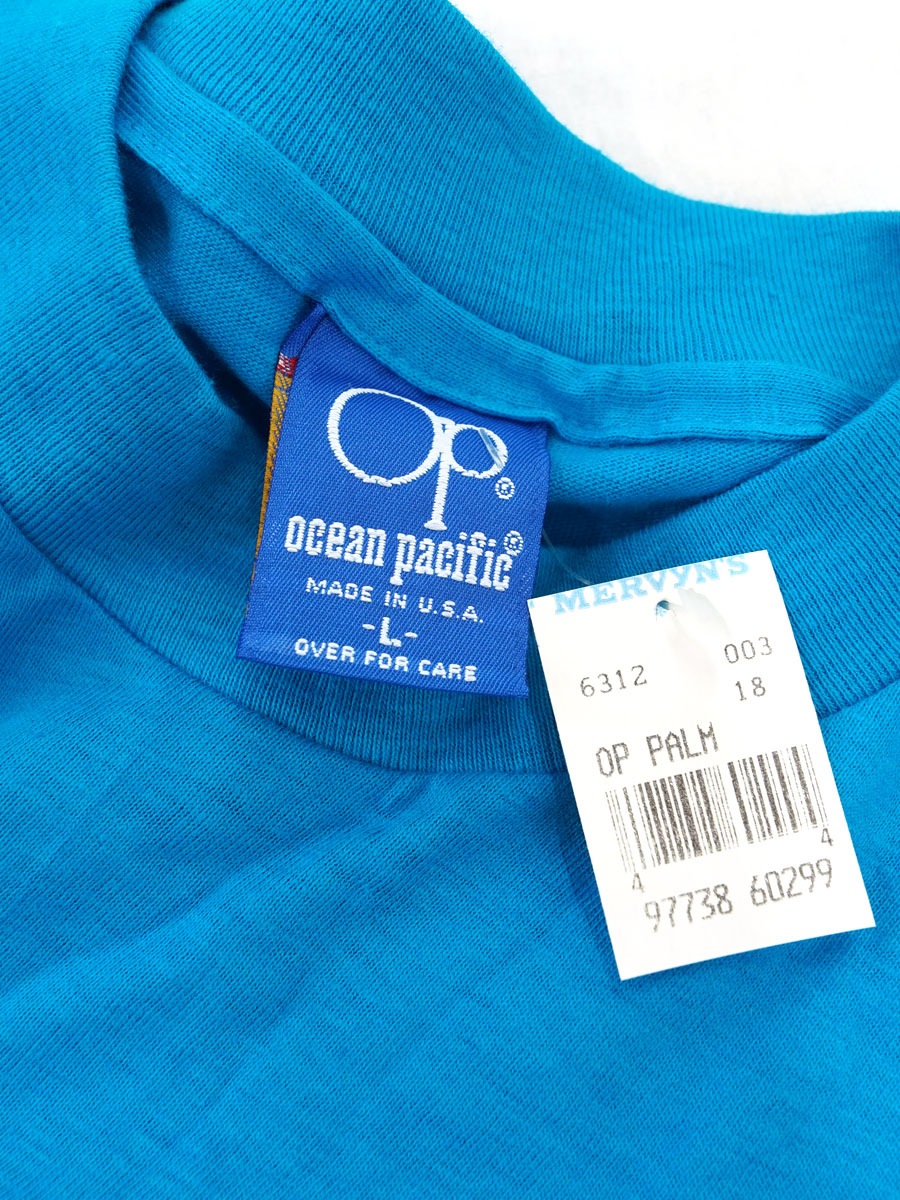 Op®
ocean pacific®
MADE IN U.S.A.
-L-
OVER FOR CARE
MERVYN'S
6312 003
18
OP PALM
4 97738 60299 4